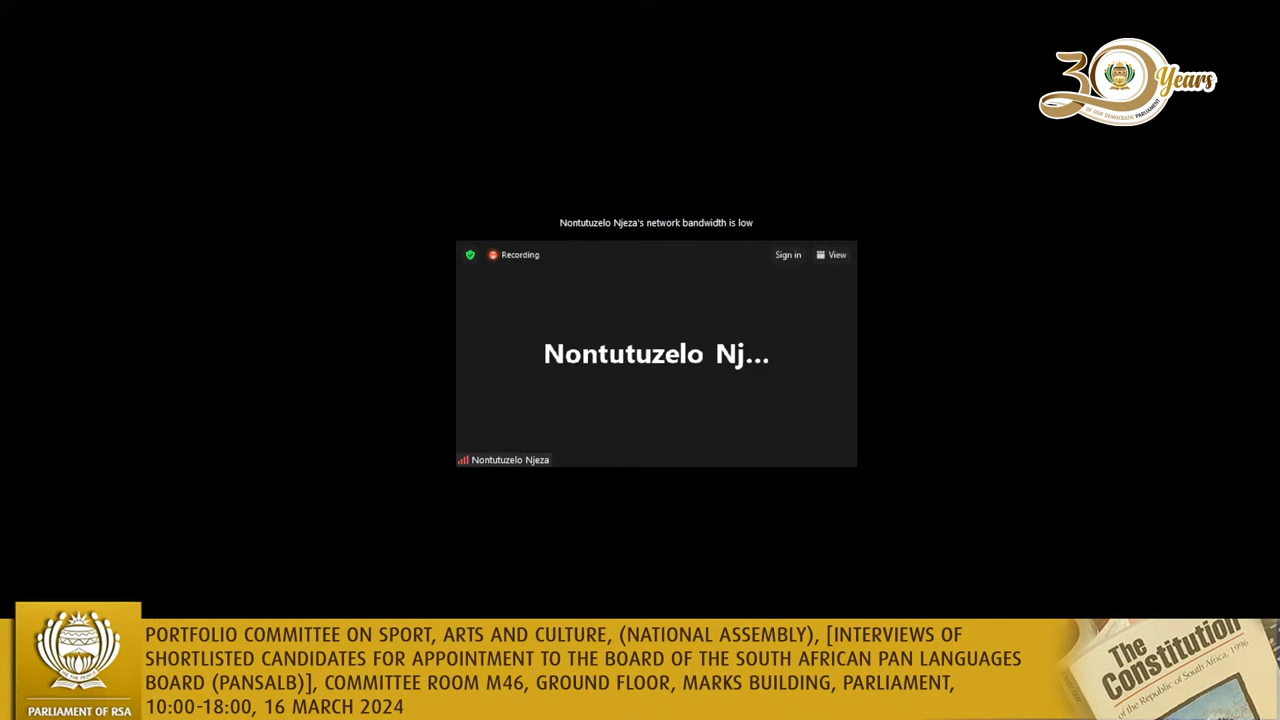 30 Years
OF OUR DEMOCRATIC PARLIAMENT
Nontutuzelo Njeza's network bandwidth is low
Recording
Sign in
View
Nontutuzelo Nj...
Nontutuzelo Njeza
PARLIAMENT OF RSA
PORTFOLIO COMMITTEE ON SPORT, ARTS AND CULTURE, (NATIONAL ASSEMBLY), [INTERVIEWS OF
SHORTLISTED CANDIDATES FOR APPOINTMENT TO THE BOARD OF THE SOUTH AFRICAN PAN LANGUAGES
BOARD (PANSALB)], COMMITTEE ROOM M46, GROUND FLOOR, MARKS BUILDING, PARLIAMENT,
10:00-18:00, 16 MARCH 2024
The
Constitution
of the Republic of South Africa, 1996